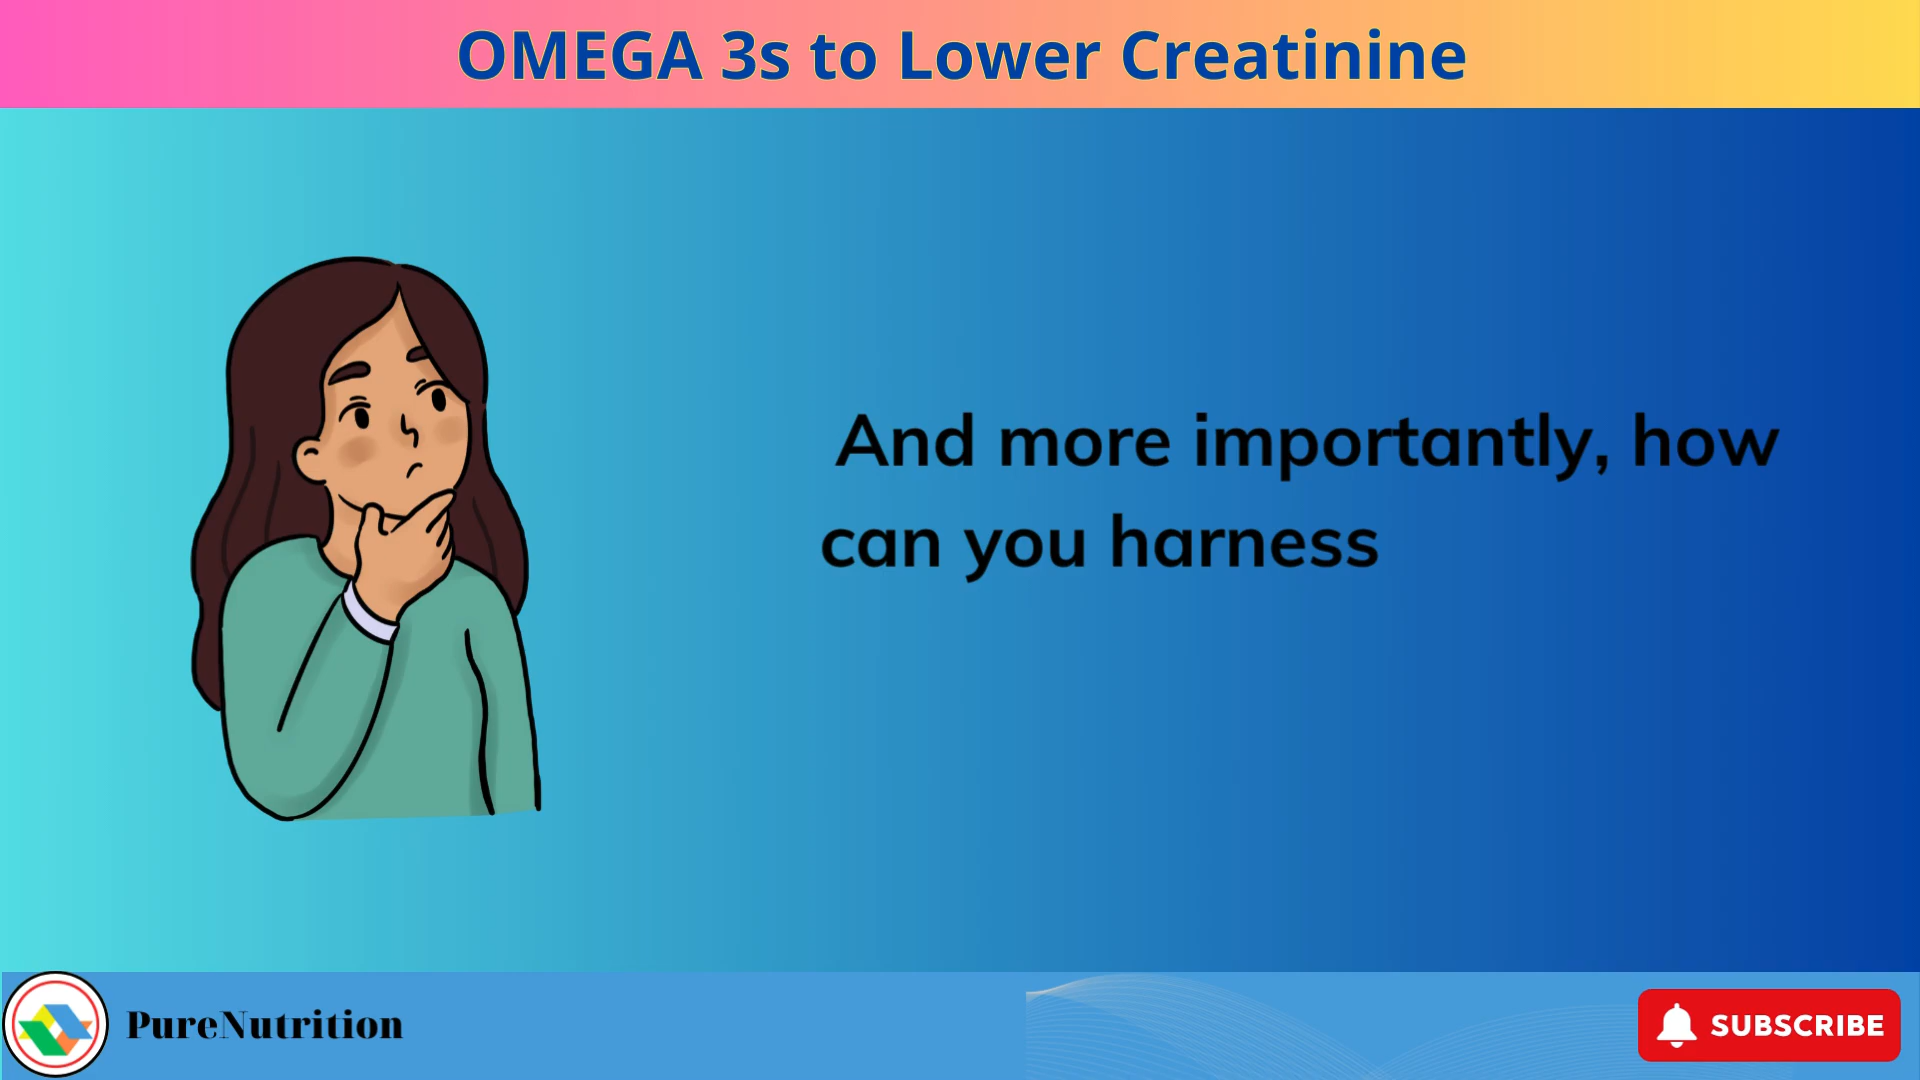 OMEGA 3s to Lower Creatinine
And more importantly, how
can you harness
PureNutrition
SUBSCRIBE